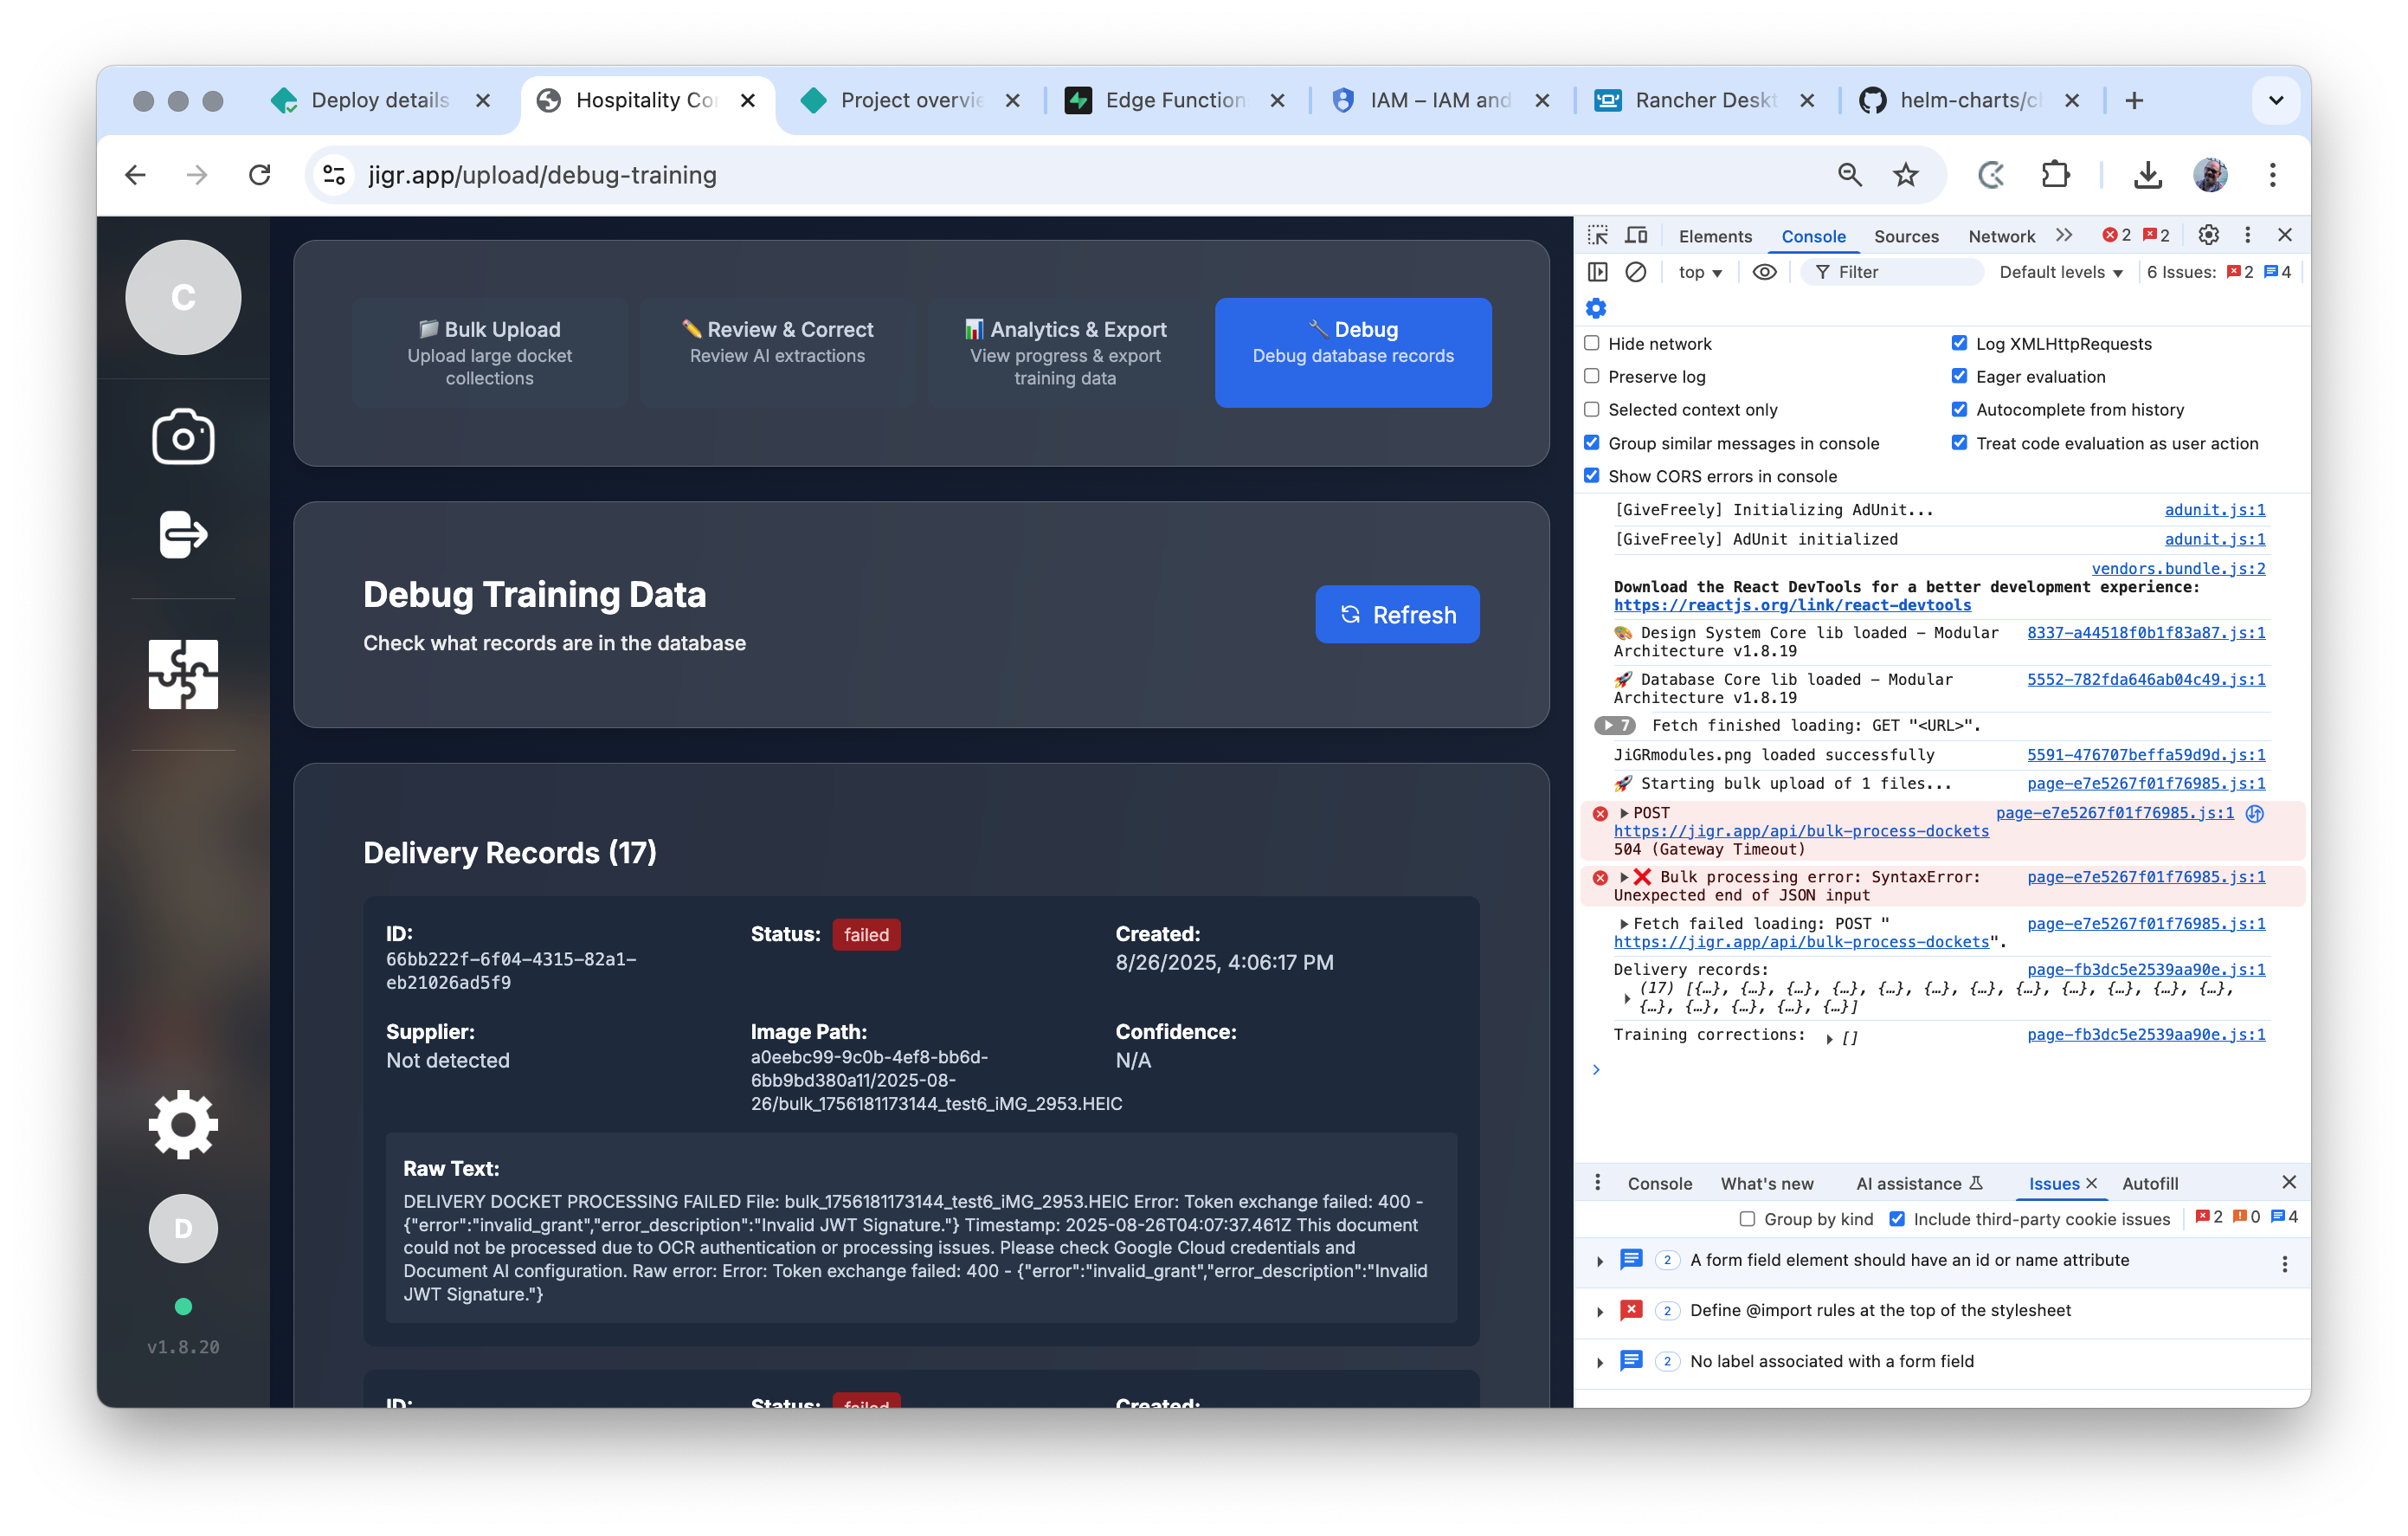 Deploy details
Hospitality Co
Project overvie
Edge Function
IAM – IAM and
Rancher Deskt
helm-charts/c
jigr.app/upload/debug-training
C
D
v1.8.20
📁 Bulk Upload
Upload large docket
collections
✏️ Review & Correct
Review AI extractions
📊 Analytics & Export
View progress & export
training data
🔧 Debug
Debug database records
Debug Training Data
Check what records are in the database
Refresh
Delivery Records (17)
ID:
66bb222f-6f04-4315-82a1-
eb21026ad5f9
Status: failed
Created:
8/26/2025, 4:06:17 PM
Supplier:
Not detected
Image Path:
a0eebc99-9c0b-4ef8-bb6d-
6bb9bd380a11/2025-08-
26/bulk_1756181173144_test6_iMG_2953.HEIC
Confidence:
N/A
Raw Text:
DELIVERY DOCKET PROCESSING FAILED File: bulk_1756181173144_test6_iMG_2953.HEIC Error: Token exchange failed: 400 -
{"error":"invalid_grant","error_description":"Invalid JWT Signature."} Timestamp: 2025-08-26T04:07:37.461Z This document
could not be processed due to OCR authentication or processing issues. Please check Google Cloud credentials and
Document AI configuration. Raw error: Error: Token exchange failed: 400 - {"error":"invalid_grant","error_description":"Invalid
JWT Signature."}
ID:
Status: failed
Created:
Elements
Console
Sources
Network
2
2
top
Filter
Default levels
6 Issues: 2 4
Hide network
Log XMLHttpRequests
Preserve log
Eager evaluation
Selected context only
Autocomplete from history
Group similar messages in console
Treat code evaluation as user action
Show CORS errors in console
[GiveFreely] Initializing AdUnit... adunit.js:1
[GiveFreely] AdUnit initialized adunit.js:1
vendors.bundle.js:2
Download the React DevTools for a better development experience:
https://reactjs.org/link/react-devtools
🎨 Design System Core lib loaded – Modular 8337-a44518f0b1f83a87.js:1
Architecture v1.8.19
🚀 Database Core lib loaded – Modular 5552-782fda646ab04c49.js:1
Architecture v1.8.19
7 Fetch finished loading: GET "<URL>".
JiGRmodules.png loaded successfully 5591-476707beffa59d9d.js:1
🚀 Starting bulk upload of 1 files... page-e7e5267f01f76985.js:1
POST page-e7e5267f01f76985.js:1
https://jigr.app/api/bulk-process-dockets
504 (Gateway Timeout)
❌ Bulk processing error: SyntaxError: page-e7e5267f01f76985.js:1
Unexpected end of JSON input
Fetch failed loading: POST " page-e7e5267f01f76985.js:1
https://jigr.app/api/bulk-process-dockets".
Delivery records: page-fb3dc5e2539aa90e.js:1
(17) [{…}, {…}, {…}, {…}, {…}, {…}, {…}, {…}, {…}, {…}, {…}, {…},
{…}, {…}, {…}, {…}, {…}]
Training corrections: [] page-fb3dc5e2539aa90e.js:1
Console
What's new
AI assistance
Issues
Autofill
Group by kind
Include third-party cookie issues
2 0 4
2 A form field element should have an id or name attribute
2 Define @import rules at the top of the stylesheet
2 No label associated with a form field